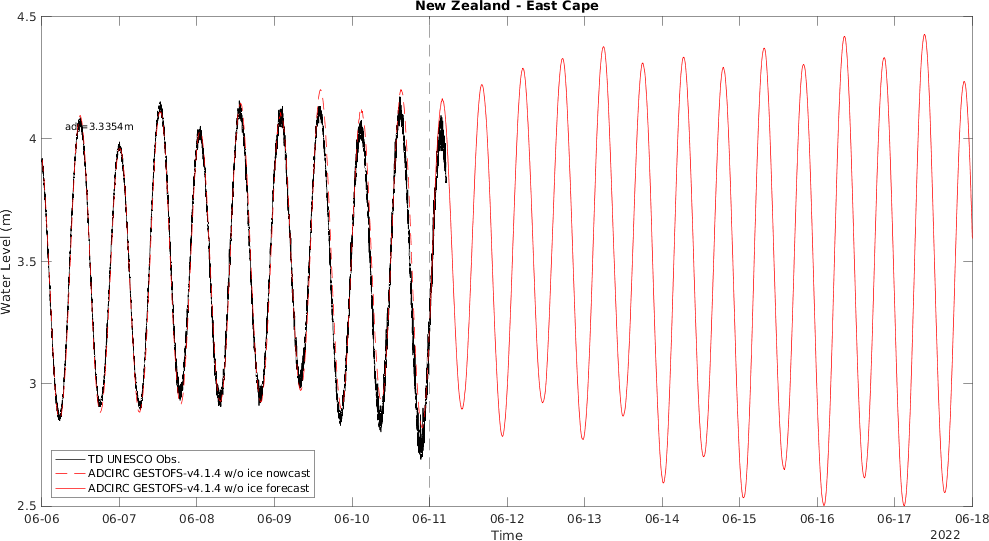 New Zealand - East Cape
4.5
4
3.5
3
2.5
Water Level (m)
adj=3.3354m
TD UNESCO Obs.
ADCIRC GESTOFS-v4.1.4 w/o ice nowcast
ADCIRC GESTOFS-v4.1.4 w/o ice forecast
06-06 06-07 06-08 06-09 06-10 06-11 06-12 06-13 06-14 06-15 06-16 06-17 06-18
Time
2022